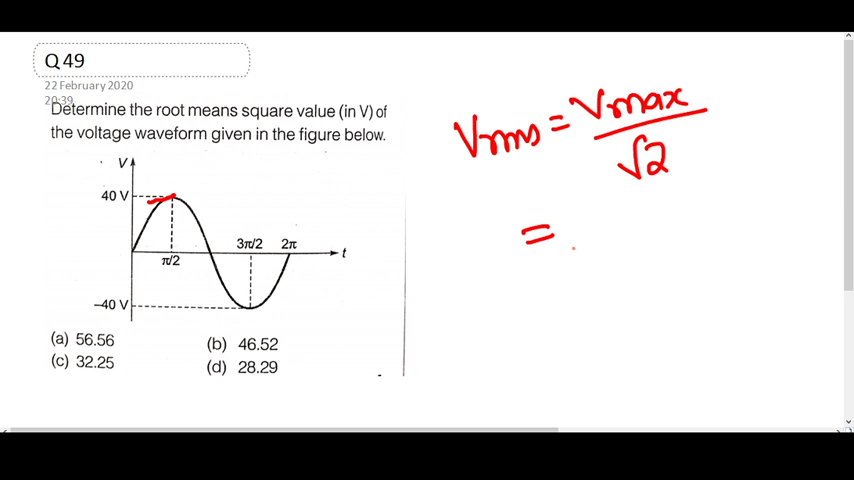 Q 49
22 February 2020
20:39
Determine the root means square value (in V) of
the voltage waveform given in the figure below.
V
40 V
3π/2 2π
t
π/2
–40 V
(a) 56.56 (b) 46.52
(c) 32.25 (d) 28.29
Vrms = Vmax
√2
=